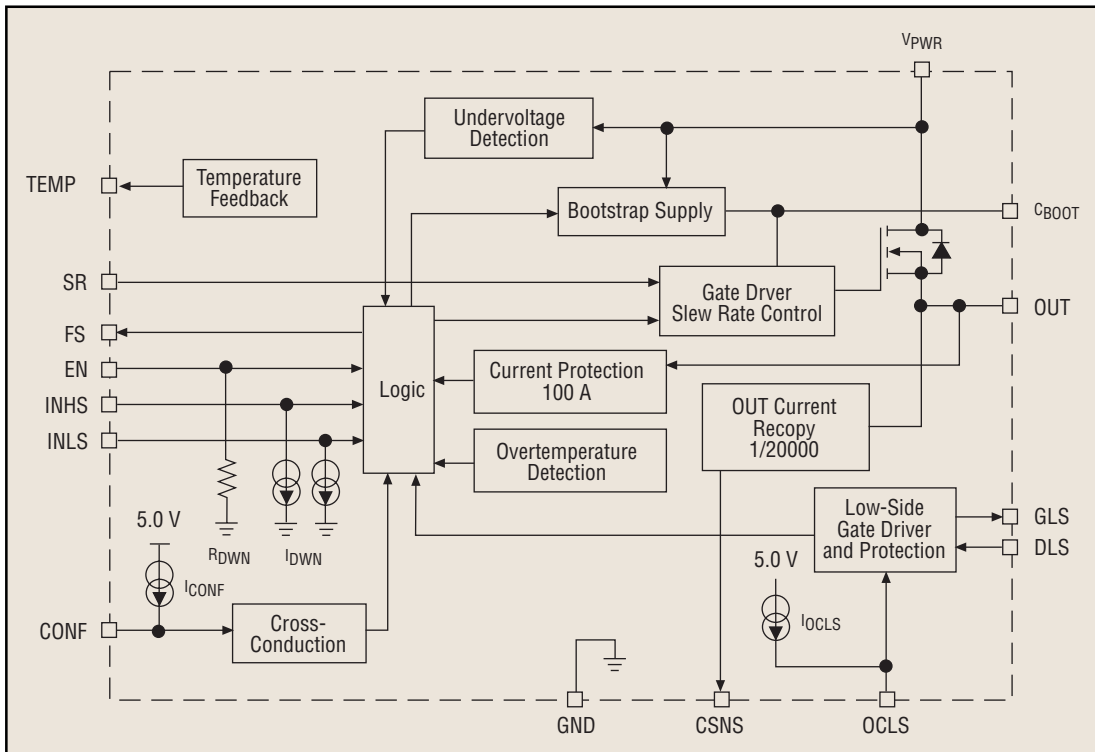 VPWR
Undervoltage
Detection
TEMP
Temperature
Feedback
Bootstrap Supply
CBOOT
SR
Gate Drver
Slew Rate Control
OUT
FS
EN
Logic
Current Protection
100 A
INHS
OUT Current
Recopy
1/20000
INLS
Overtemperature
Detection
Low-Side
Gate Driver
and Protection
GLS
DLS
5.0 V
RDWN
IDWN
5.0 V
ICONF
IOCLS
CONF
Cross-
Conduction
GND
CSNS
OCLS